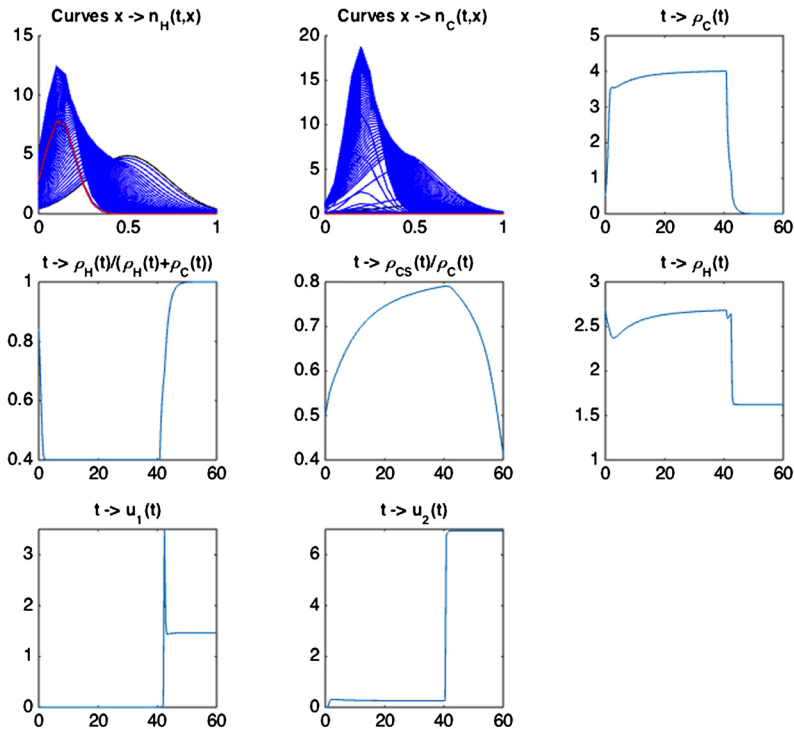 Curves x -> n_H(t,x)
15
10
5
0
0 0.5 1
Curves x -> n_C(t,x)
20
15
10
5
0
0 0.5 1
t -> ρ_C(t)
5
4
3
2
1
0
0 20 40 60
t -> ρ_H(t)/(ρ_H(t)+ρ_C(t))
1
0.8
0.6
0.4
0 20 40 60
t -> ρ_CS(t)/ρ_C(t)
0.8
0.7
0.6
0.5
0.4
0 20 40 60
t -> ρ_H(t)
3
2.5
2
1.5
1
0 20 40 60
t -> u_1(t)
3
2
1
0
0 20 40 60
t -> u_2(t)
6
4
2
0
0 20 40 60